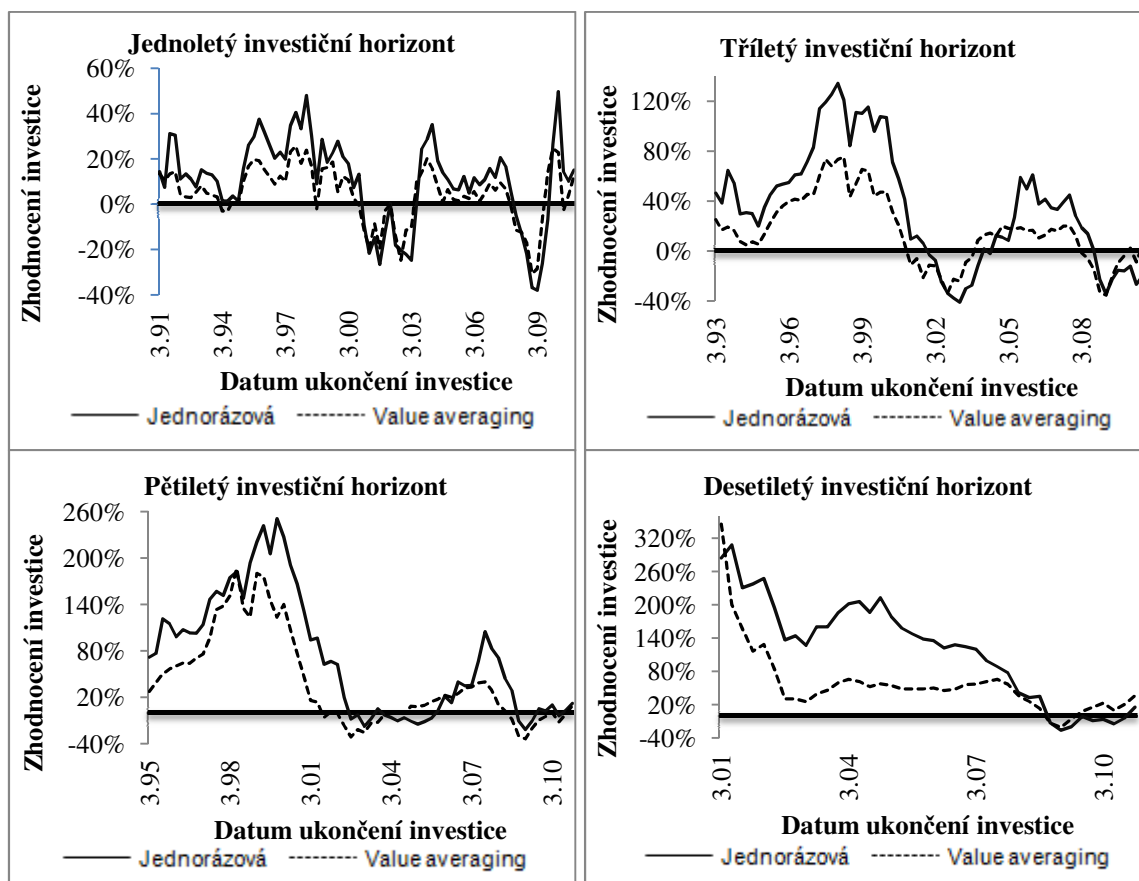 Jednoletý investiční horizont
Zhodnocení investice
60%
40%
20%
0%
-20%
-40%
3.91
3.94
3.97
3.00
3.03
3.06
3.09
Datum ukončení investice
Jednorázová
Value averaging
Tříletý investiční horizont
Zhodnocení investice
120%
80%
40%
0%
-40%
3.93
3.96
3.99
3.02
3.05
3.08
Datum ukončení investice
Jednorázová
Value averaging
Pětiletý investiční horizont
Zhodnocení investice
260%
200%
140%
80%
20%
-40%
3.95
3.98
3.01
3.04
3.07
3.10
Datum ukončení investice
Jednorázová
Value averaging
Desetiletý investiční horizont
Zhodnocení investice
320%
260%
200%
140%
80%
20%
-40%
3.01
3.04
3.07
3.10
Datum ukončení investice
Jednorázová
Value averaging